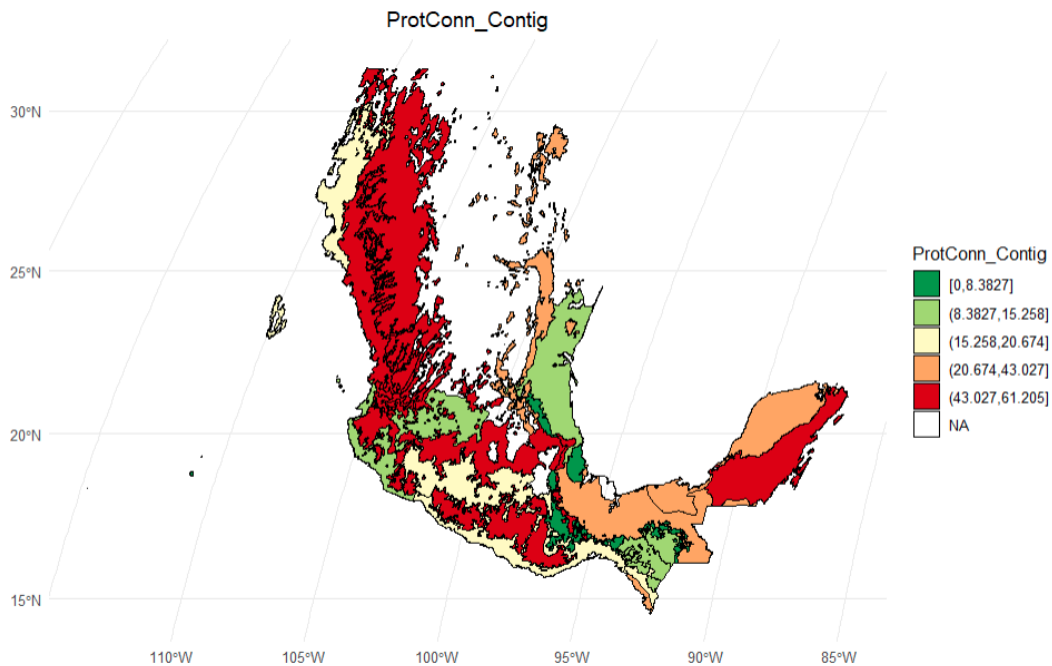 ProtConn_Contig
30°N
25°N
20°N
15°N
110°W
105°W
100°W
95°W
90°W
85°W
ProtConn_Contig
[0,8.3827]
(8.3827,15.258]
(15.258,20.674]
(20.674,43.027]
(43.027,61.205]
NA